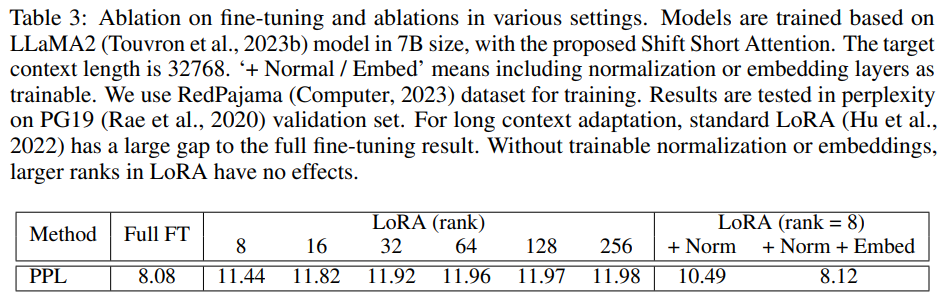 Table 3: Ablation on fine-tuning and ablations in various settings. Models are trained based on
LLaMA2 (Touvron et al., 2023b) model in 7B size, with the proposed Shift Short Attention. The target
context length is 32768. ‘+ Normal / Embed’ means including normalization or embedding layers as
trainable. We use RedPajama (Computer, 2023) dataset for training. Results are tested in perplexity
on PG19 (Rae et al., 2020) validation set. For long context adaptation, standard LoRA (Hu et al.,
2022) has a large gap to the full fine-tuning result. Without trainable normalization or embeddings,
larger ranks in LoRA have no effects.
Method Full FT LoRA (rank) LoRA (rank = 8)
8 16 32 64 128 256 + Norm + Norm + Embed
PPL 8.08 11.44 11.82 11.92 11.96 11.97 11.98 10.49 8.12